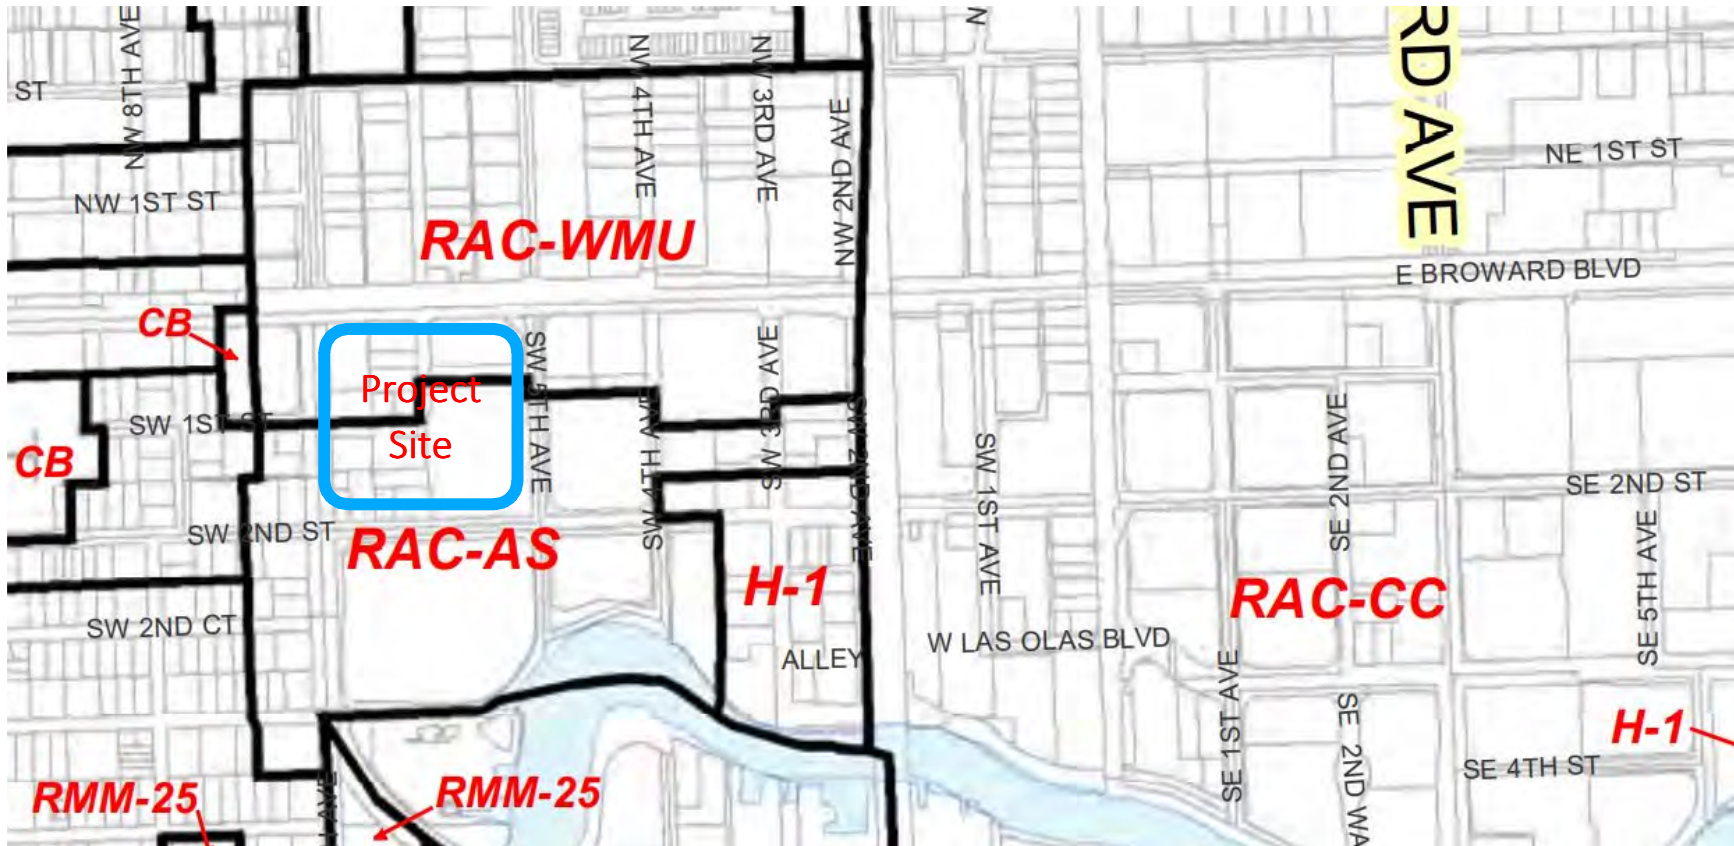 RD AVE
NW 8TH AVE
ST
NW 4TH AVE
NW 3RD AVE
NW 2ND AVE
N
NE 1ST ST
NW 1ST ST
RAC-WMU
E BROWARD BLVD
CB
SW 5TH AVE
SW 3RD AVE
Project
Site
SW 1ST ST
CB
SW 4TH AVE
SW 2ND AVE
SW 1ST AVE
SE 2ND AVE
SE 2ND ST
SW 2ND ST
RAC-AS
H-1
RAC-CC
SE 5TH AVE
SW 2ND CT
W LAS OLAS BLVD
ALLEY
SE 1ST AVE
SE 2ND WA
H-1
SE 4TH ST
RMM-25
RMM-25
AVE